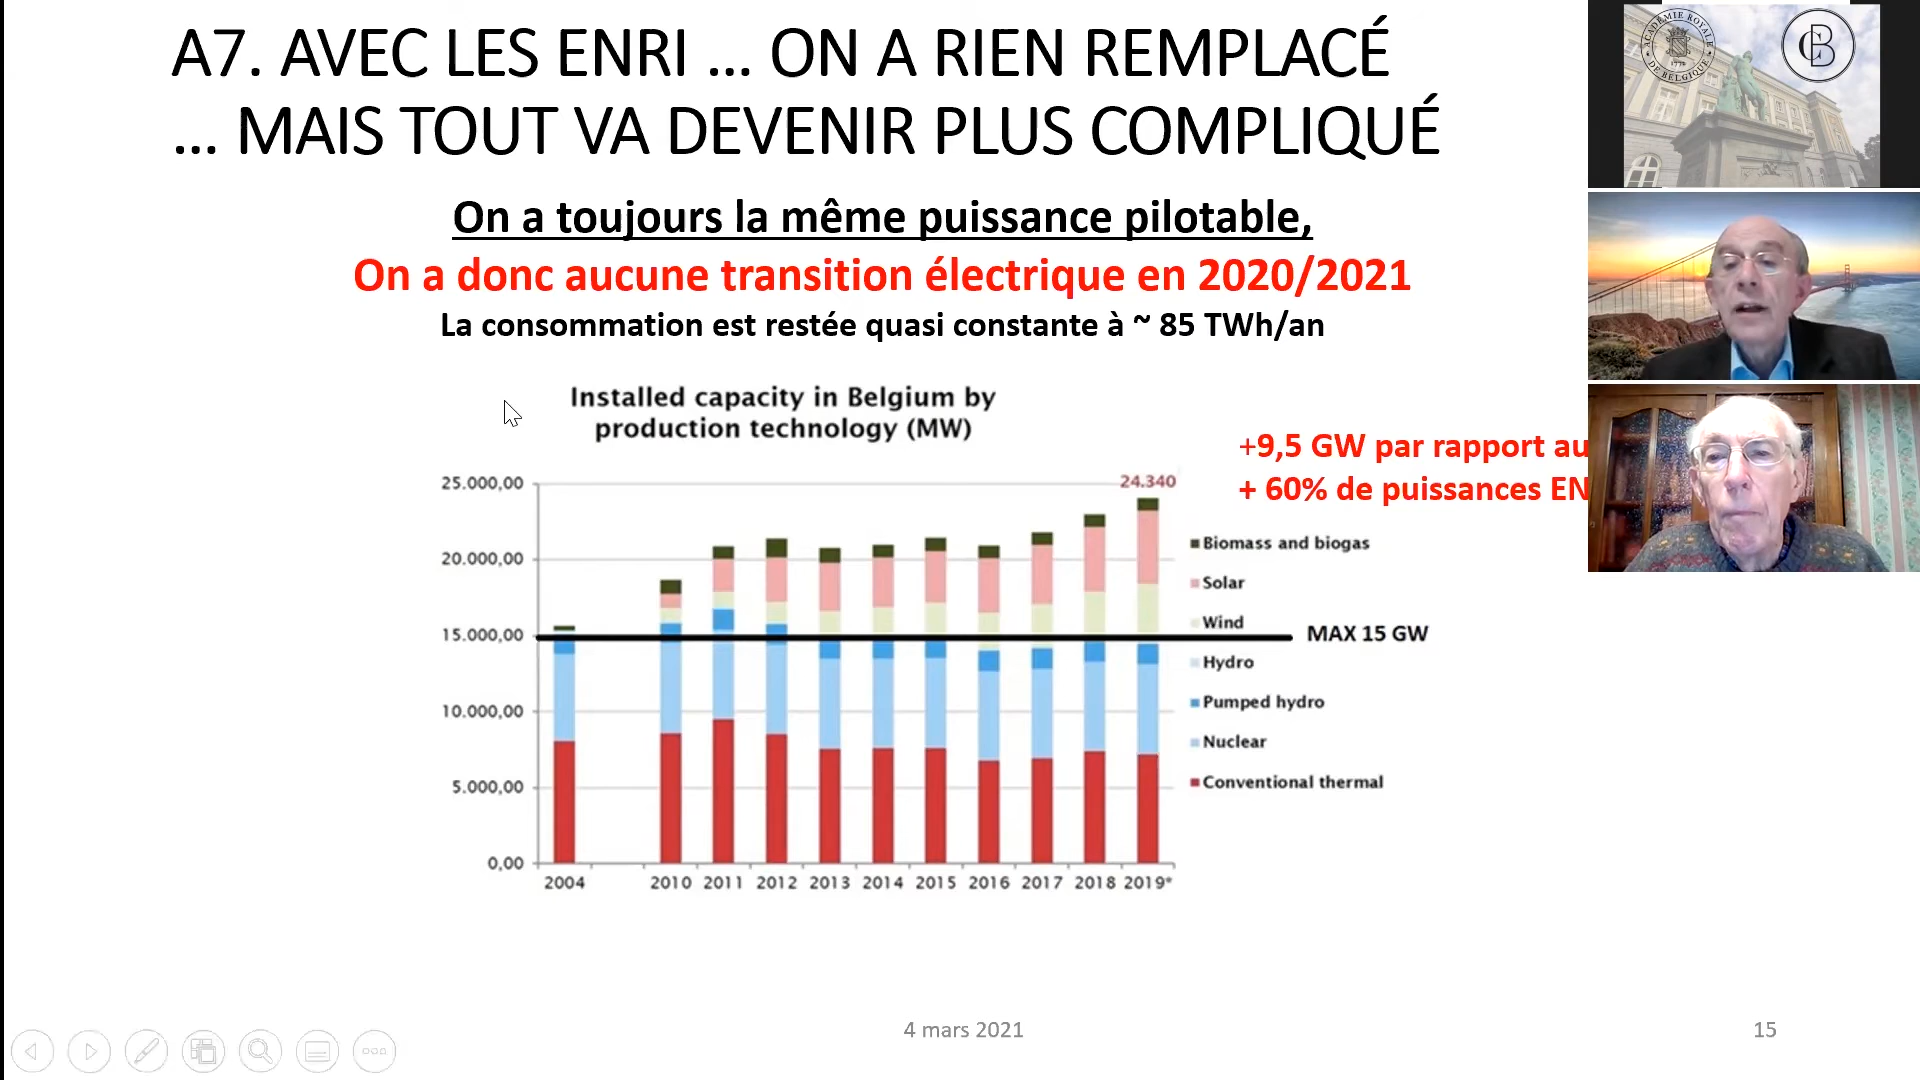 A7. AVEC LES ENRI ... ON A RIEN REMPLACÉ
... MAIS TOUT VA DEVENIR PLUS COMPLIQUÉ
On a toujours la même puissance pilotable,
On a donc aucune transition électrique en 2020/2021
La consommation est restée quasi constante à ~ 85 TWh/an
Installed capacity in Belgium by
production technology (MW)
+9,5 GW par rapport au
+ 60% de puissances EN
24.340
25.000,00
20.000,00
15.000,00
10.000,00
5.000,00
0,00
2004 2010 2011 2012 2013 2014 2015 2016 2017 2018 2019*
Biomass and biogas
Solar
Wind
MAX 15 GW
Hydro
Pumped hydro
Nuclear
Conventional thermal
4 mars 2021
15
ACADÉMIE ROYALE
DE BELGIQUE